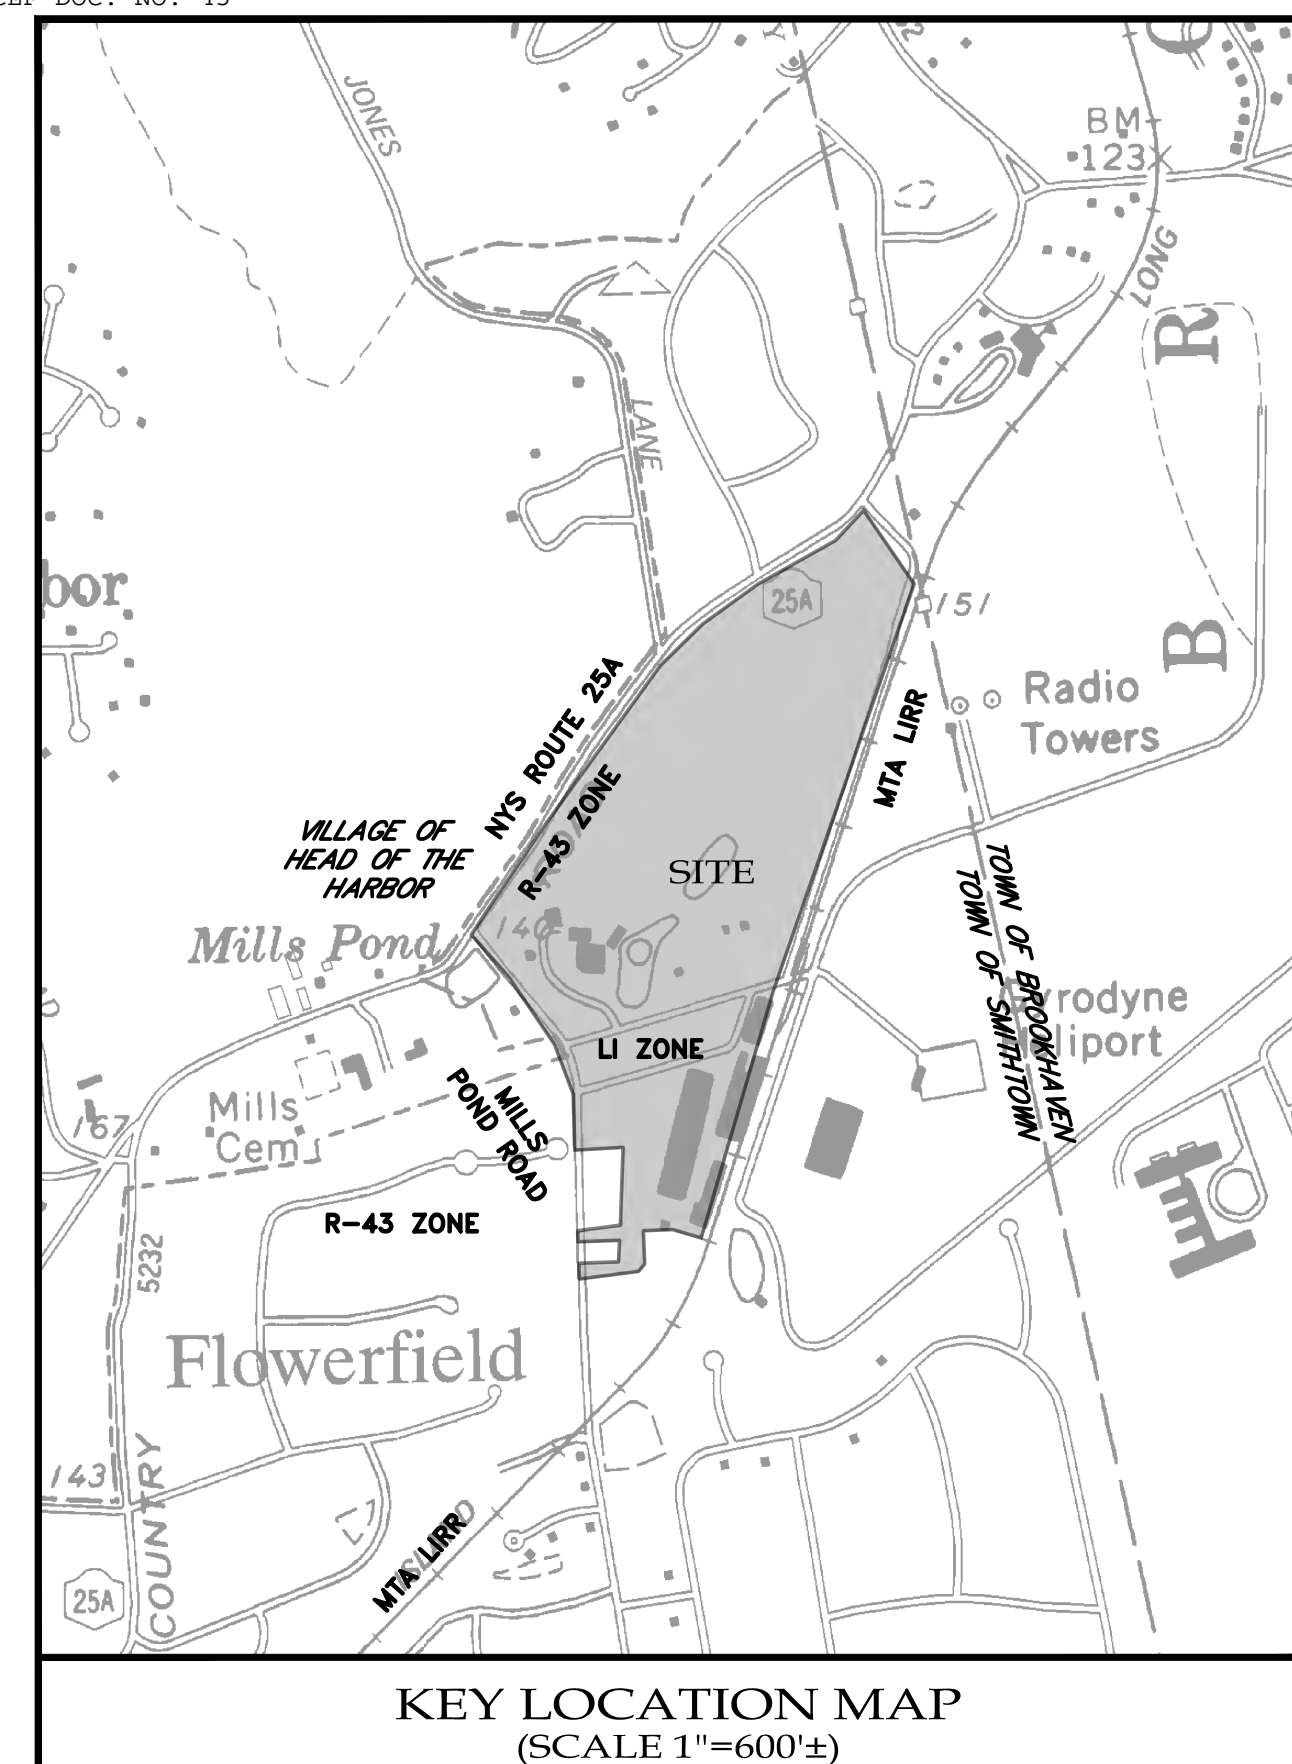 DOC. NO. 13
JONES
BM
123
LONG
R
LANE
bor
25A
151
B
Radio
Towers
NYS ROUTE 25A
MTA LIRR
R-43 ZONE
VILLAGE OF
HEAD OF THE
HARBOR
SITE
TOWN OF BROOKHAVEN
TOWN OF SMITHTOWN
Mills Pond
140
Gyrodyne
Heliport
LI ZONE
MILLS
POND ROAD
Mills
Cem
167
R-43 ZONE
5232
Flowerfield
143
COUNTRY
MTA LIRR
25A
KEY LOCATION MAP
(SCALE 1"=600'±)